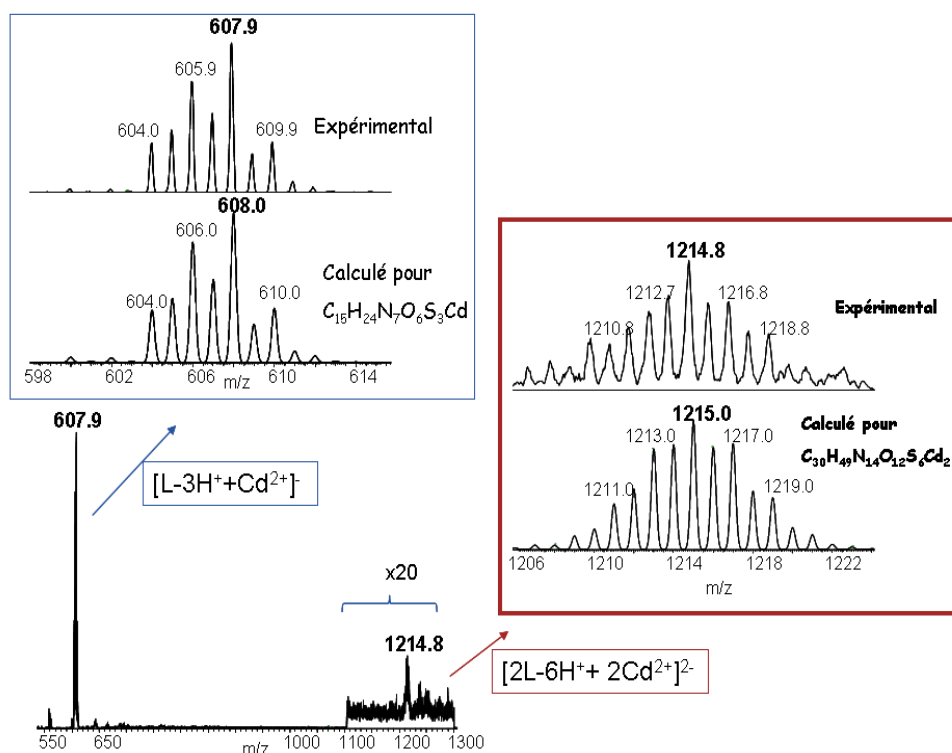 607.9
605.9
604.0
609.9
Expérimental
608.0
606.0
604.0
610.0
Calculé pour
C₁₅H₂₄N₇O₆S₃Cd
598 602 606 610 614
m/z
1214.8
1212.7
1216.8
1210.8
1218.8
Expérimental
1215.0
1213.0
1217.0
1211.0
1219.0
Calculé pour
C₃₀H₄₉N₁₄O₁₂S₆Cd₂
1206 1210 1214 1218 1222
m/z
607.9
[L-3H⁺+Cd²⁺]⁻
x20
1214.8
[2L-6H⁺+ 2Cd²⁺]²⁻
550 650 1000 1100 1200 1300
m/z